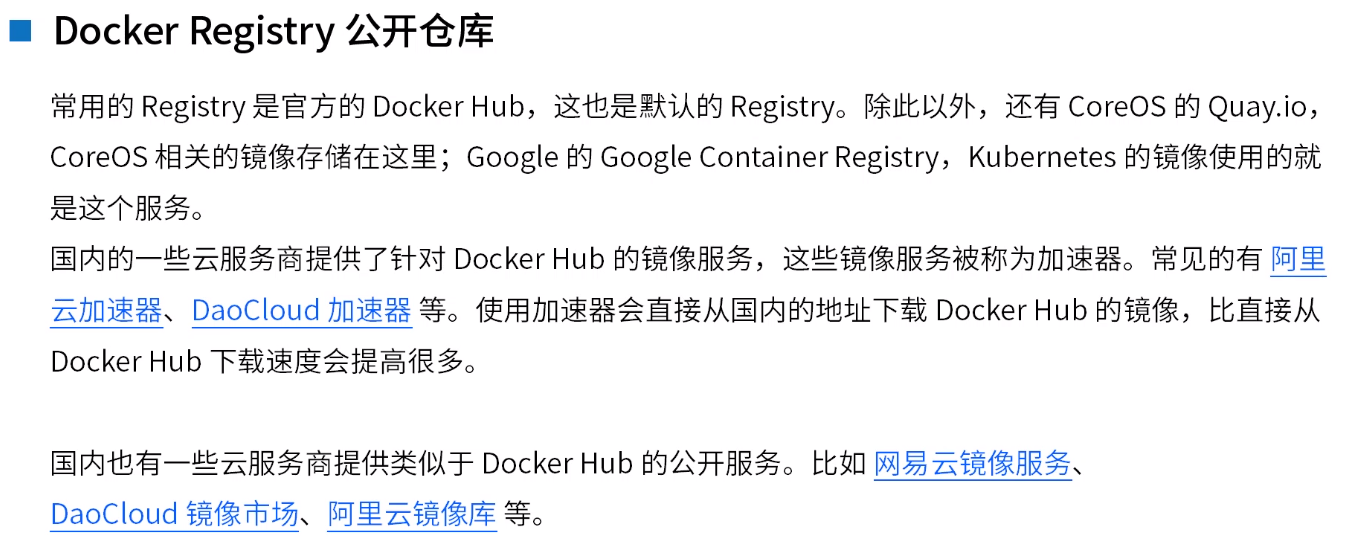 Docker Registry 公开仓库
常用的 Registry 是官方的 Docker Hub，这也是默认的 Registry。除此以外，还有 CoreOS 的 Quay.io，
CoreOS 相关的镜像存储在这里；Google 的 Google Container Registry，Kubernetes 的镜像使用的就
是这个服务。
国内的一些云服务商提供了针对 Docker Hub 的镜像服务，这些镜像服务被称为加速器。常见的有 阿里
云加速器、DaoCloud 加速器 等。使用加速器会直接从国内的地址下载 Docker Hub 的镜像，比直接从
Docker Hub 下载速度会提高很多。
国内也有一些云服务商提供类似于 Docker Hub 的公开服务。比如 网易云镜像服务、
DaoCloud 镜像市场、阿里云镜像库 等。